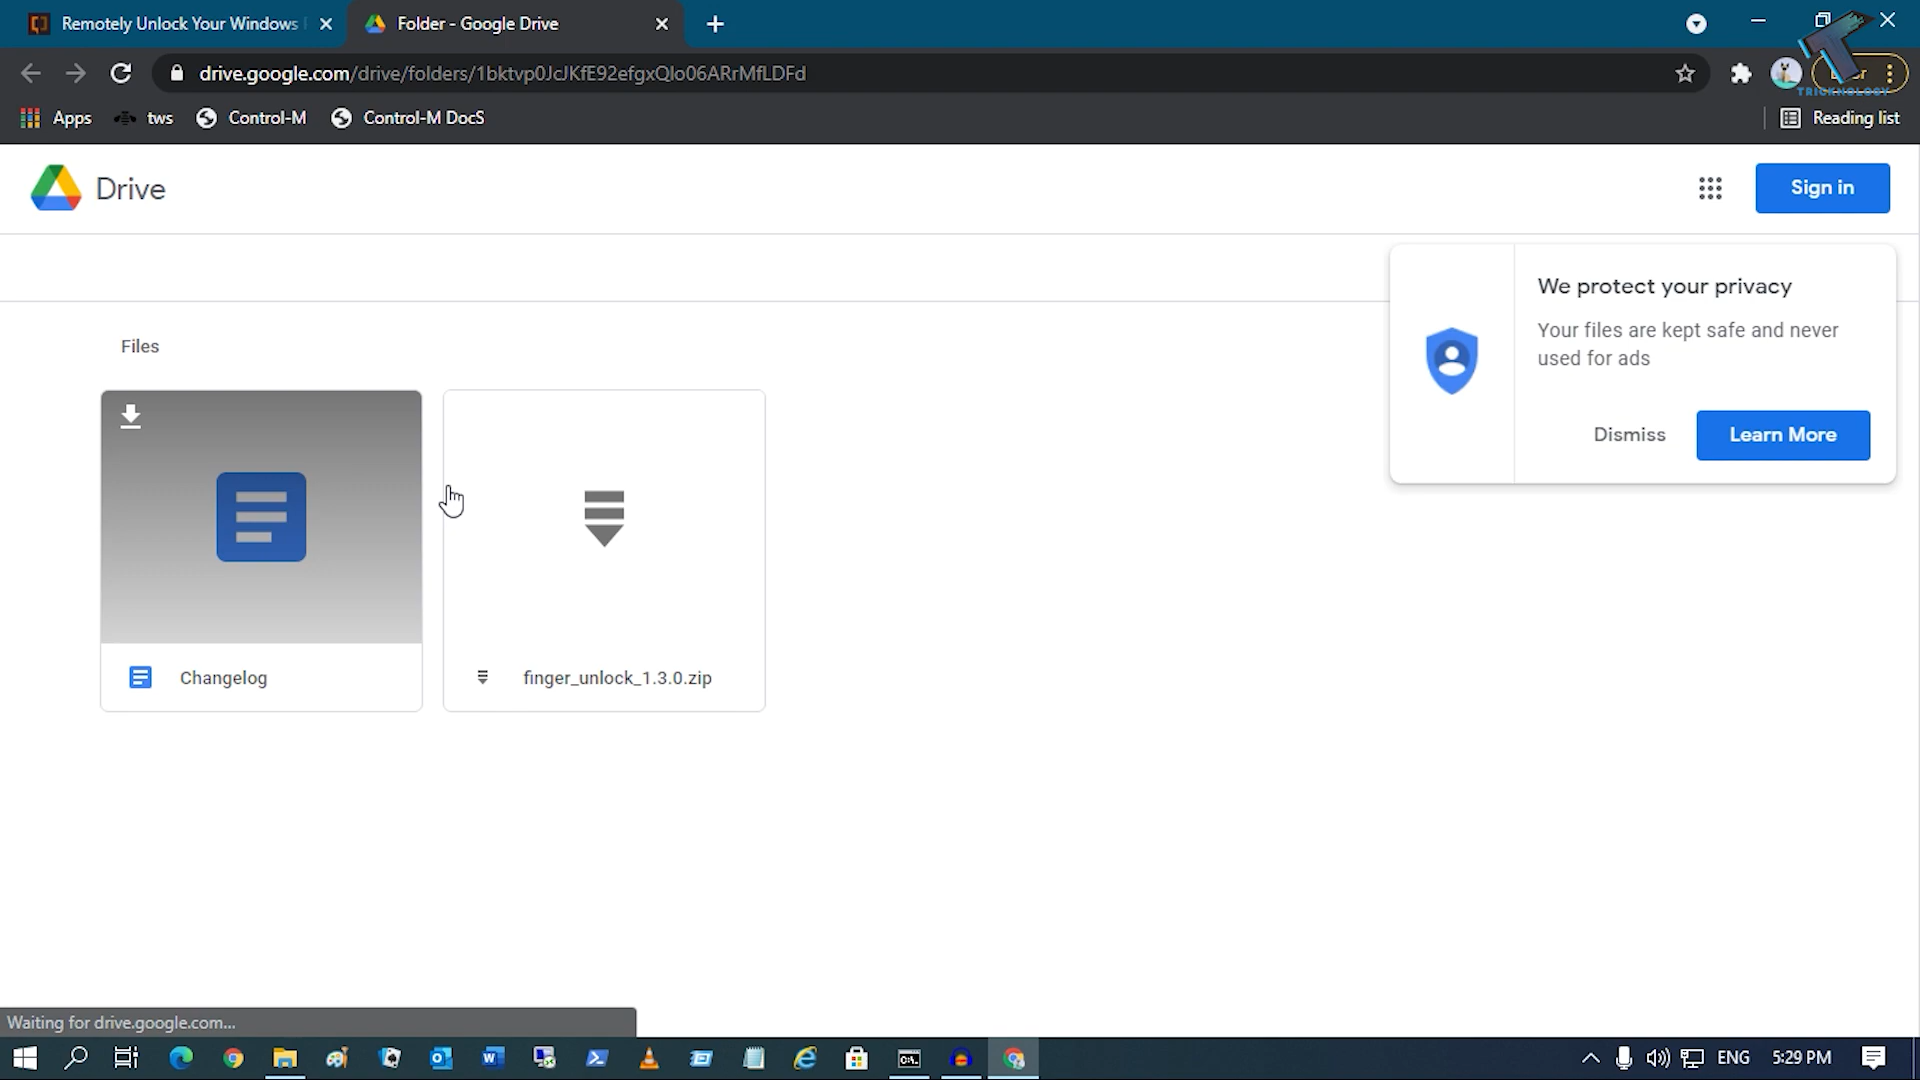 Remotely Unlock Your Windows
Folder - Google Drive
drive.google.com/drive/folders/1bktvp0JcJKfE92efgxQlo06ARrMfLDFd
TRICKNOLOGY
Apps
tws
Control-M
Control-M DocS
Reading list
Drive
Sign in
We protect your privacy
Your files are kept safe and never
used for ads
Dismiss
Learn More
Files
Changelog
finger_unlock_1.3.0.zip
Waiting for drive.google.com...
ENG
5:29 PM